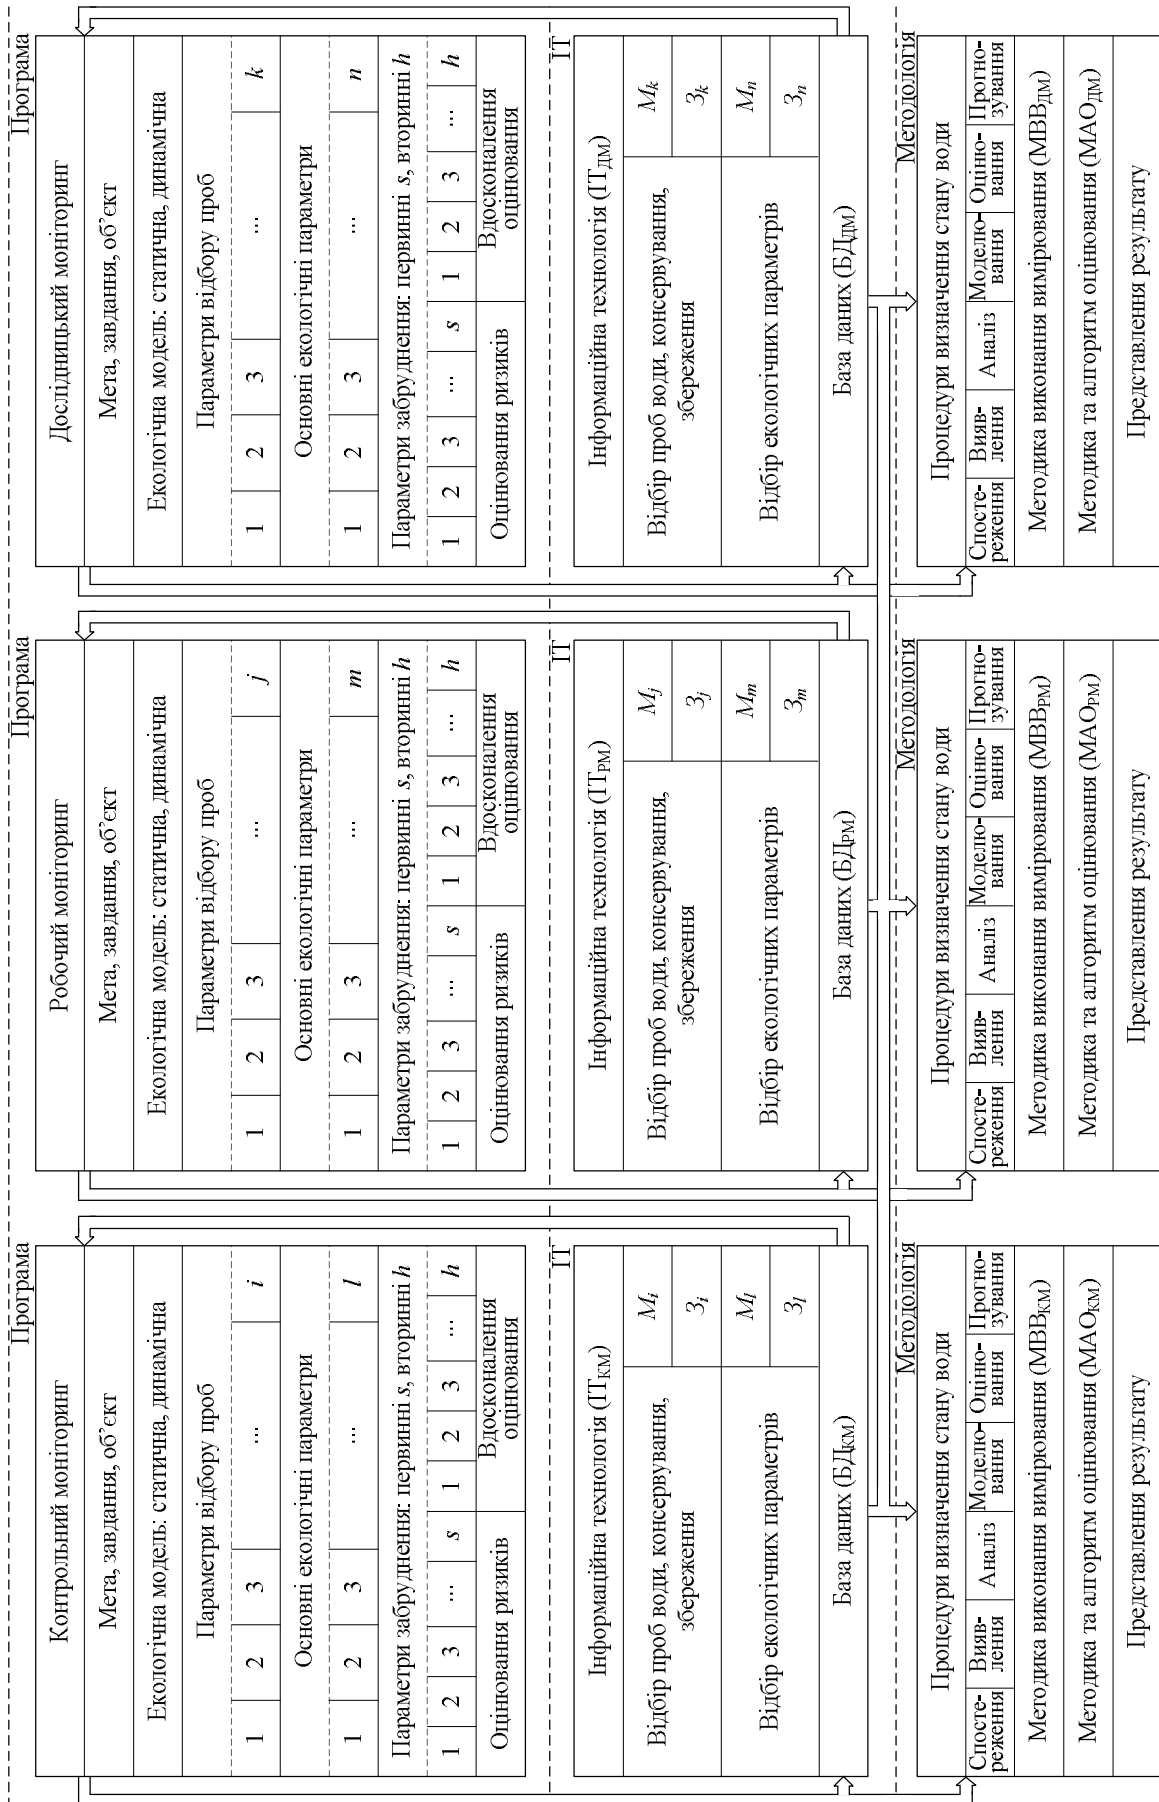 Програма
Контрольний моніторинг
Мета, завдання, об’єкт
Екологічна модель: статична, динамічна
Параметри відбору проб
1 2 3 ... i
Основні екологічні параметри
1 2 3 ... l
Параметри забруднення: первинні s, вторинні h
1 2 3 ... s 1 2 3 ... h
Оцінювання ризиків
Вдосконалення
оцінювання
ІТ
Інформаційна технологія (ІТКМ)
Відбір проб води, консервування,
збереження
Mi
Зi
Відбір екологічних параметрів
Ml
Зl
База даних (БДКМ)
Методологія
Процедури визначення стану води
Спосте-
реження
Вияв-
лення
Аналіз
Моделю-
вання
Оціню-
вання
Прогно-
зування
Методика виконання вимірювання (МВВКМ)
Методика та алгоритм оцінювання (МАОКМ)
Представлення результату
Програма
Робочий моніторинг
Мета, завдання, об’єкт
Екологічна модель: статична, динамічна
Параметри відбору проб
1 2 3 ... j
Основні екологічні параметри
1 2 3 ... m
Параметри забруднення: первинні s, вторинні h
1 2 3 ... s 1 2 3 ... h
Оцінювання ризиків
Вдосконалення
оцінювання
ІТ
Інформаційна технологія (ІТРМ)
Відбір проб води, консервування,
збереження
Mj
Зj
Відбір екологічних параметрів
Mm
Зm
База даних (БДРМ)
Методологія
Процедури визначення стану води
Спосте-
реження
Вияв-
лення
Аналіз
Моделю-
вання
Оціню-
вання
Прогно-
зування
Методика виконання вимірювання (МВВРМ)
Методика та алгоритм оцінювання (МАОРМ)
Представлення результату
Програма
Дослідницький моніторинг
Мета, завдання, об’єкт
Екологічна модель: статична, динамічна
Параметри відбору проб
1 2 3 ... k
Основні екологічні параметри
1 2 3 ... n
Параметри забруднення: первинні s, вторинні h
1 2 3 ... s 1 2 3 ... h
Оцінювання ризиків
Вдосконалення
оцінювання
ІТ
Інформаційна технологія (ІТДМ)
Відбір проб води, консервування,
збереження
Mk
Зk
Відбір екологічних параметрів
Mn
Зn
База даних (БДДМ)
Методологія
Процедури визначення стану води
Спосте-
реження
Вияв-
лення
Аналіз
Моделю-
вання
Оціню-
вання
Прогно-
зування
Методика виконання вимірювання (МВВДМ)
Методика та алгоритм оцінювання (МАОДМ)
Представлення результату